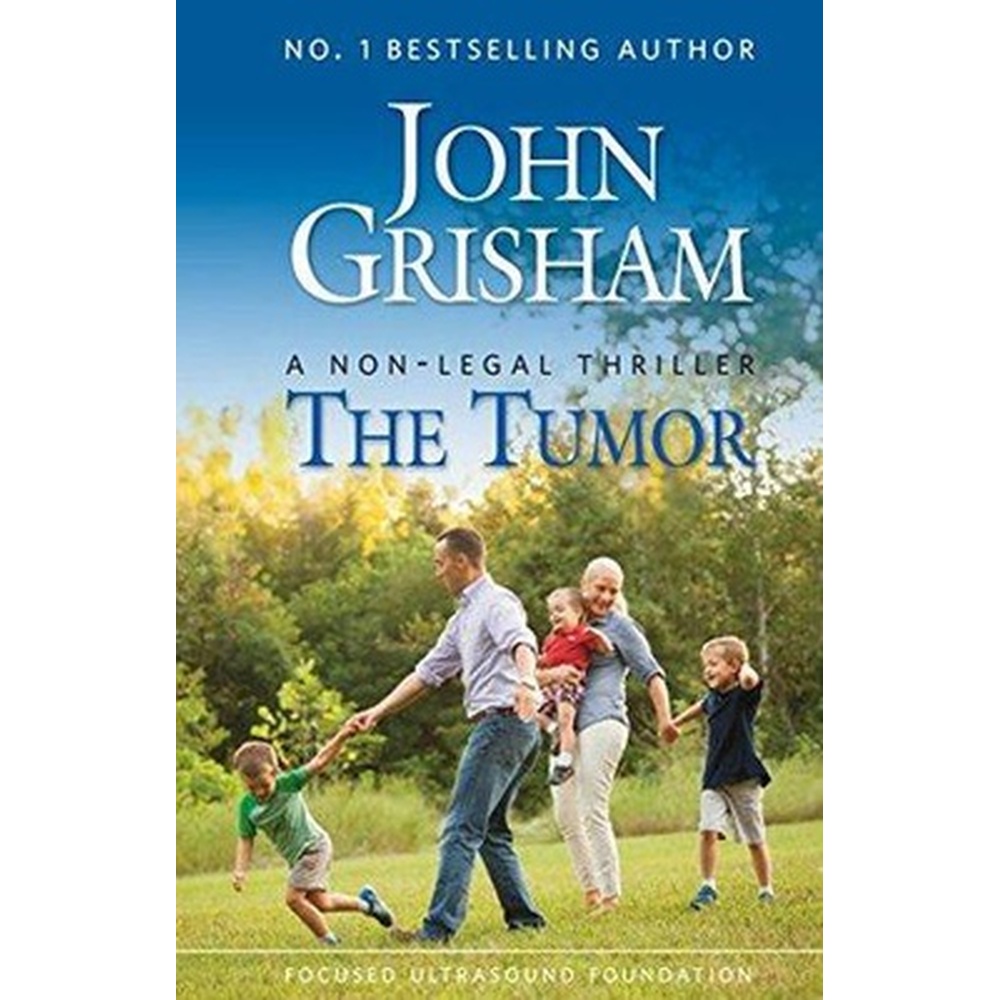 NO. 1 BESTSELLING AUTHOR
JOHN
GRISHAM
A NON-LEGAL THRILLER
THE TUMOR
FOCUSED ULTRASOUND FOUNDATION